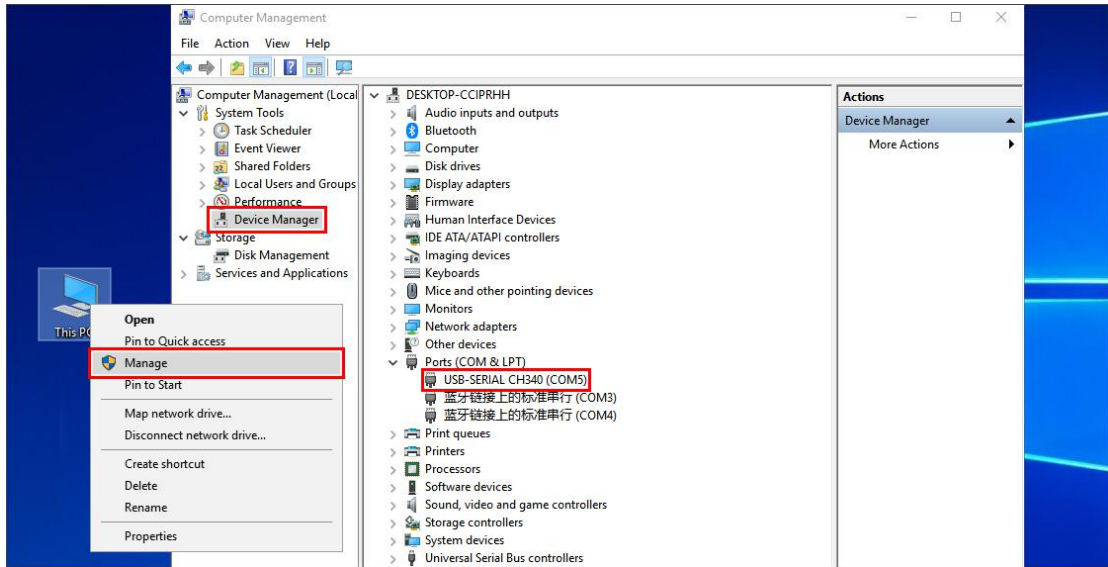 Computer Management
File Action View Help
Computer Management (Local
System Tools
Task Scheduler
Event Viewer
Shared Folders
Local Users and Groups
Performance
Device Manager
Storage
Disk Management
Services and Applications
DESKTOP-CCIPRHH
Audio inputs and outputs
Bluetooth
Computer
Disk drives
Display adapters
Firmware
Human Interface Devices
IDE ATA/ATAPI controllers
Imaging devices
Keyboards
Mice and other pointing devices
Monitors
Network adapters
Other devices
Ports (COM & LPT)
USB-SERIAL CH340 (COM5)
蓝牙链接上的标准串行 (COM3)
蓝牙链接上的标准串行 (COM4)
Print queues
Printers
Processors
Software devices
Sound, video and game controllers
Storage controllers
System devices
Universal Serial Bus controllers
Actions
Device Manager
More Actions
This PC
Open
Pin to Quick access
Manage
Pin to Start
Map network drive...
Disconnect network drive...
Create shortcut
Delete
Rename
Properties